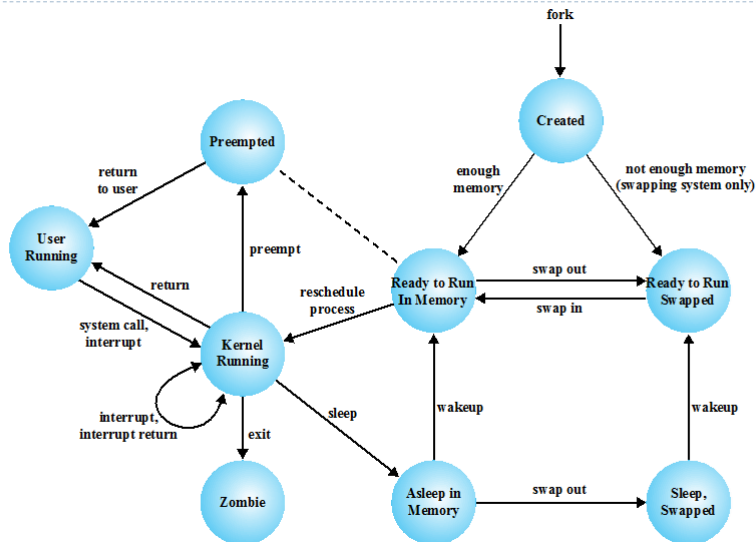 fork
Created
Preempted
enough
memory
not enough memory
(swapping system only)
return
to user
User
Running
preempt
return
Ready to Run
In Memory
swap out
swap in
Ready to Run
Swapped
reschedule
process
system call,
interrupt
Kernel
Running
interrupt,
interrupt return
sleep
wakeup
wakeup
exit
Zombie
Asleep in
Memory
swap out
Sleep,
Swapped